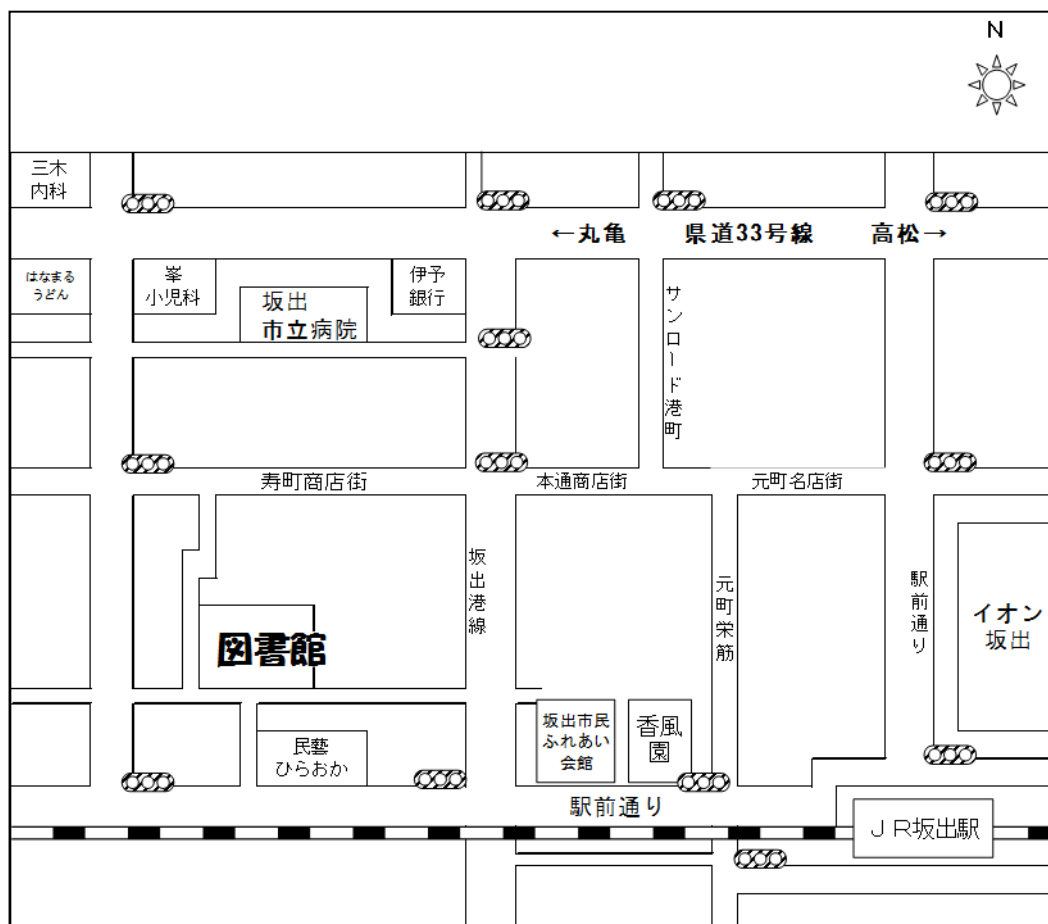 N
三木
内科
←丸亀
県道33号線
高松→
はなまる
うどん
峯
小児科
坂出
市立病院
伊予
銀行
サンロード港町
寿町商店街
本通商店街
元町名店街
坂出港線
元町栄筋
駅前通り
イオン
坂出
図書館
坂出市民
ふれあい
会館
香風
園
民藝
ひらおか
駅前通り
JR坂出駅